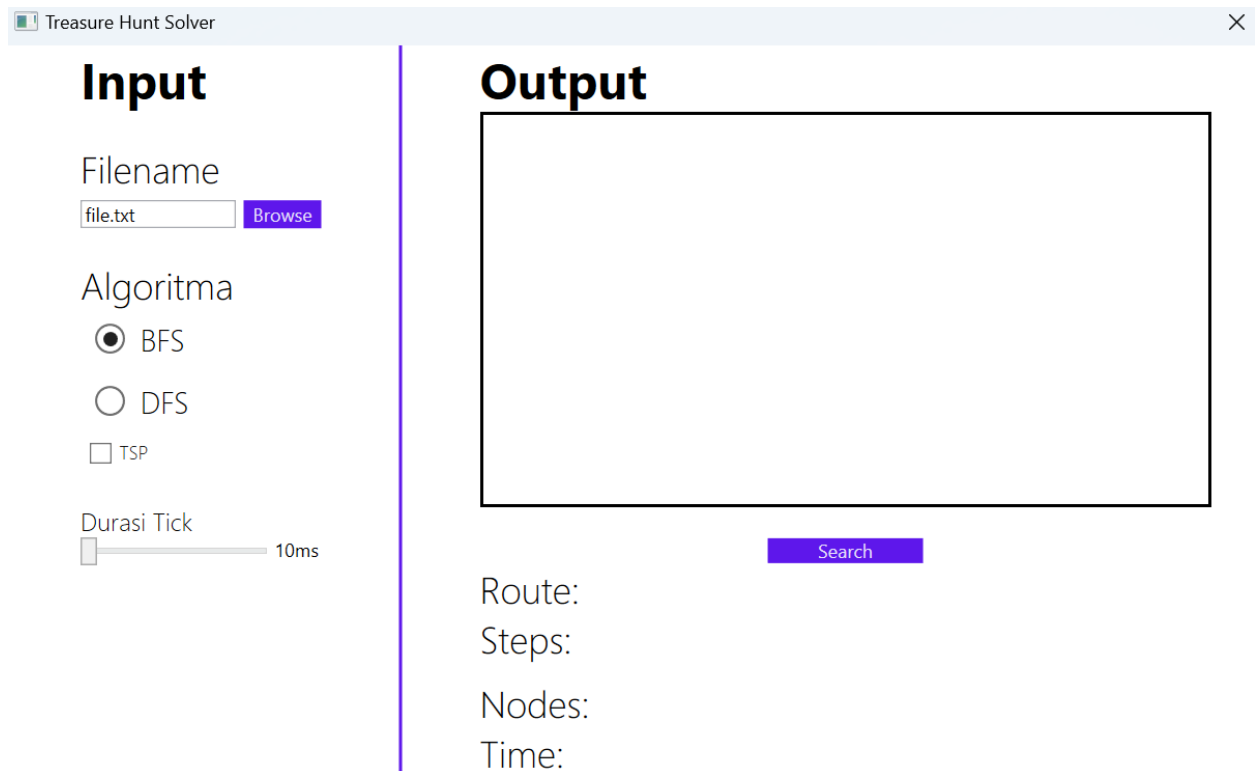 Treasure Hunt Solver
Input
Filename
file.txt
Browse
Algoritma
BFS
DFS
TSP
Durasi Tick
10ms
Output
Search
Route:
Steps:
Nodes:
Time: